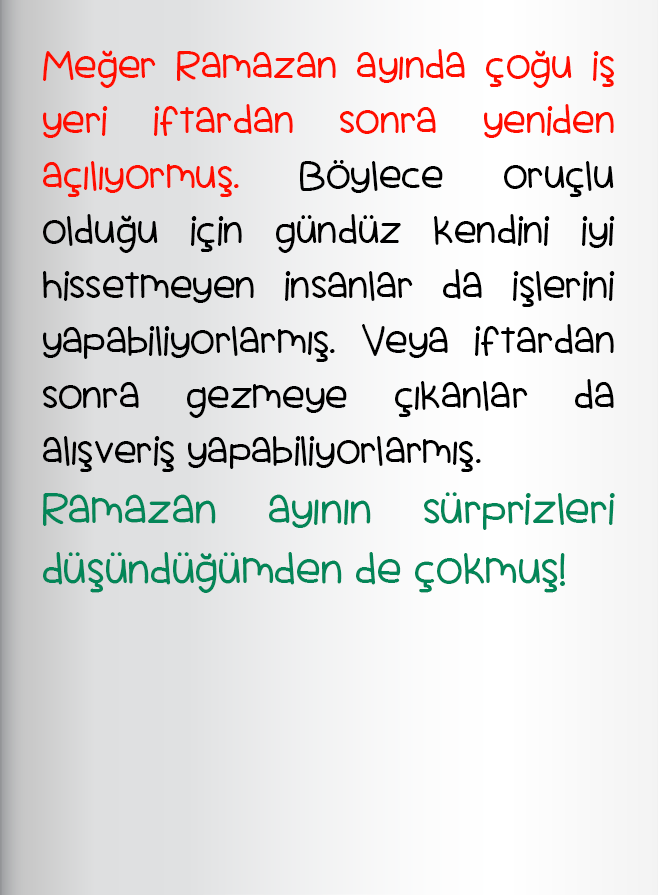 Meğer Ramazan ayında çoğu iş
yeri iftardan sonra yeniden
açılıyormuş. Böylece oruçlu
olduğu için gündüz kendini iyi
hissetmeyen insanlar da işlerini
yapabiliyorlarmış. Veya iftardan
sonra gezmeye çıkanlar da
alışveriş yapabiliyorlarmış.
Ramazan ayının sürprizleri
düşündüğümden de çokmuş!